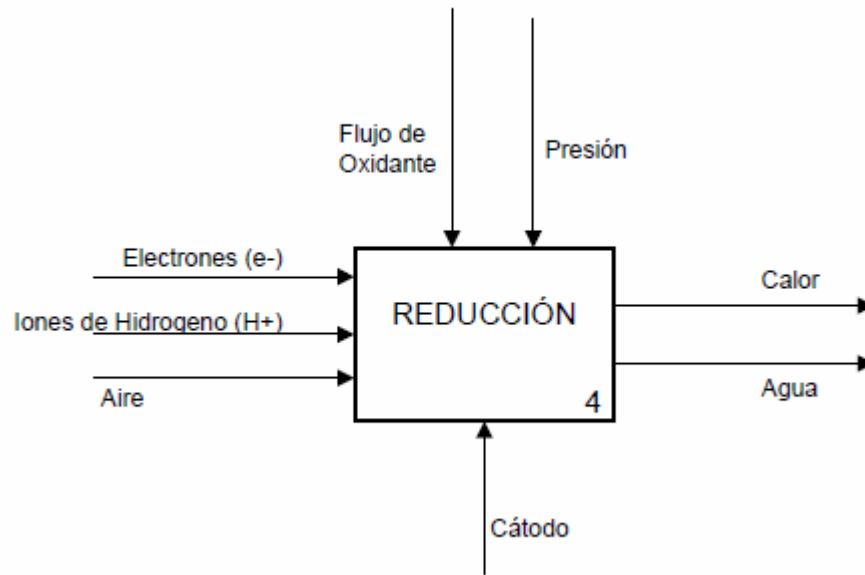 Flujo de
Oxidante
Presión
Electrones (e-)
Iones de Hidrogeno (H+)
Aire
REDUCCIÓN
4
Calor
Agua
Cátodo